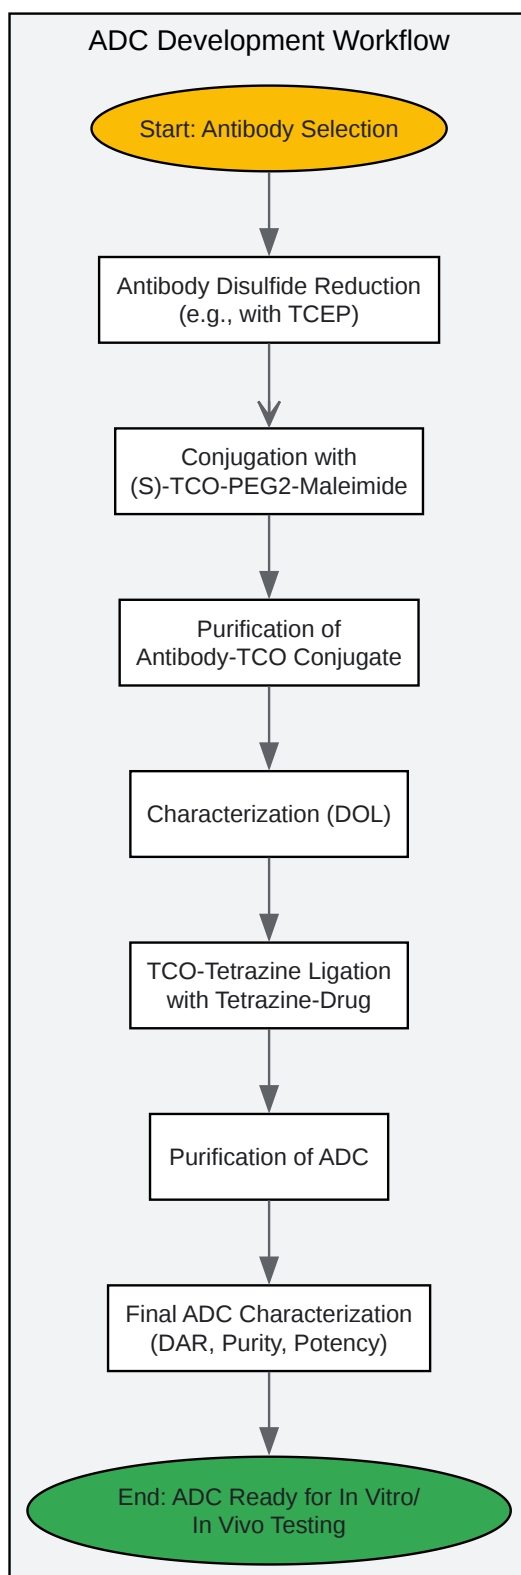 ADC Development Workflow
Start: Antibody Selection
Antibody Disulfide Reduction
(e.g., with TCEP)
Conjugation with
(S)-TCO-PEG2-Maleimide
Purification of
Antibody-TCO Conjugate
Characterization (DOL)
TCO-Tetrazine Ligation
with Tetrazine-Drug
Purification of ADC
Final ADC Characterization
(DAR, Purity, Potency)
End: ADC Ready for In Vitro/
In Vivo Testing